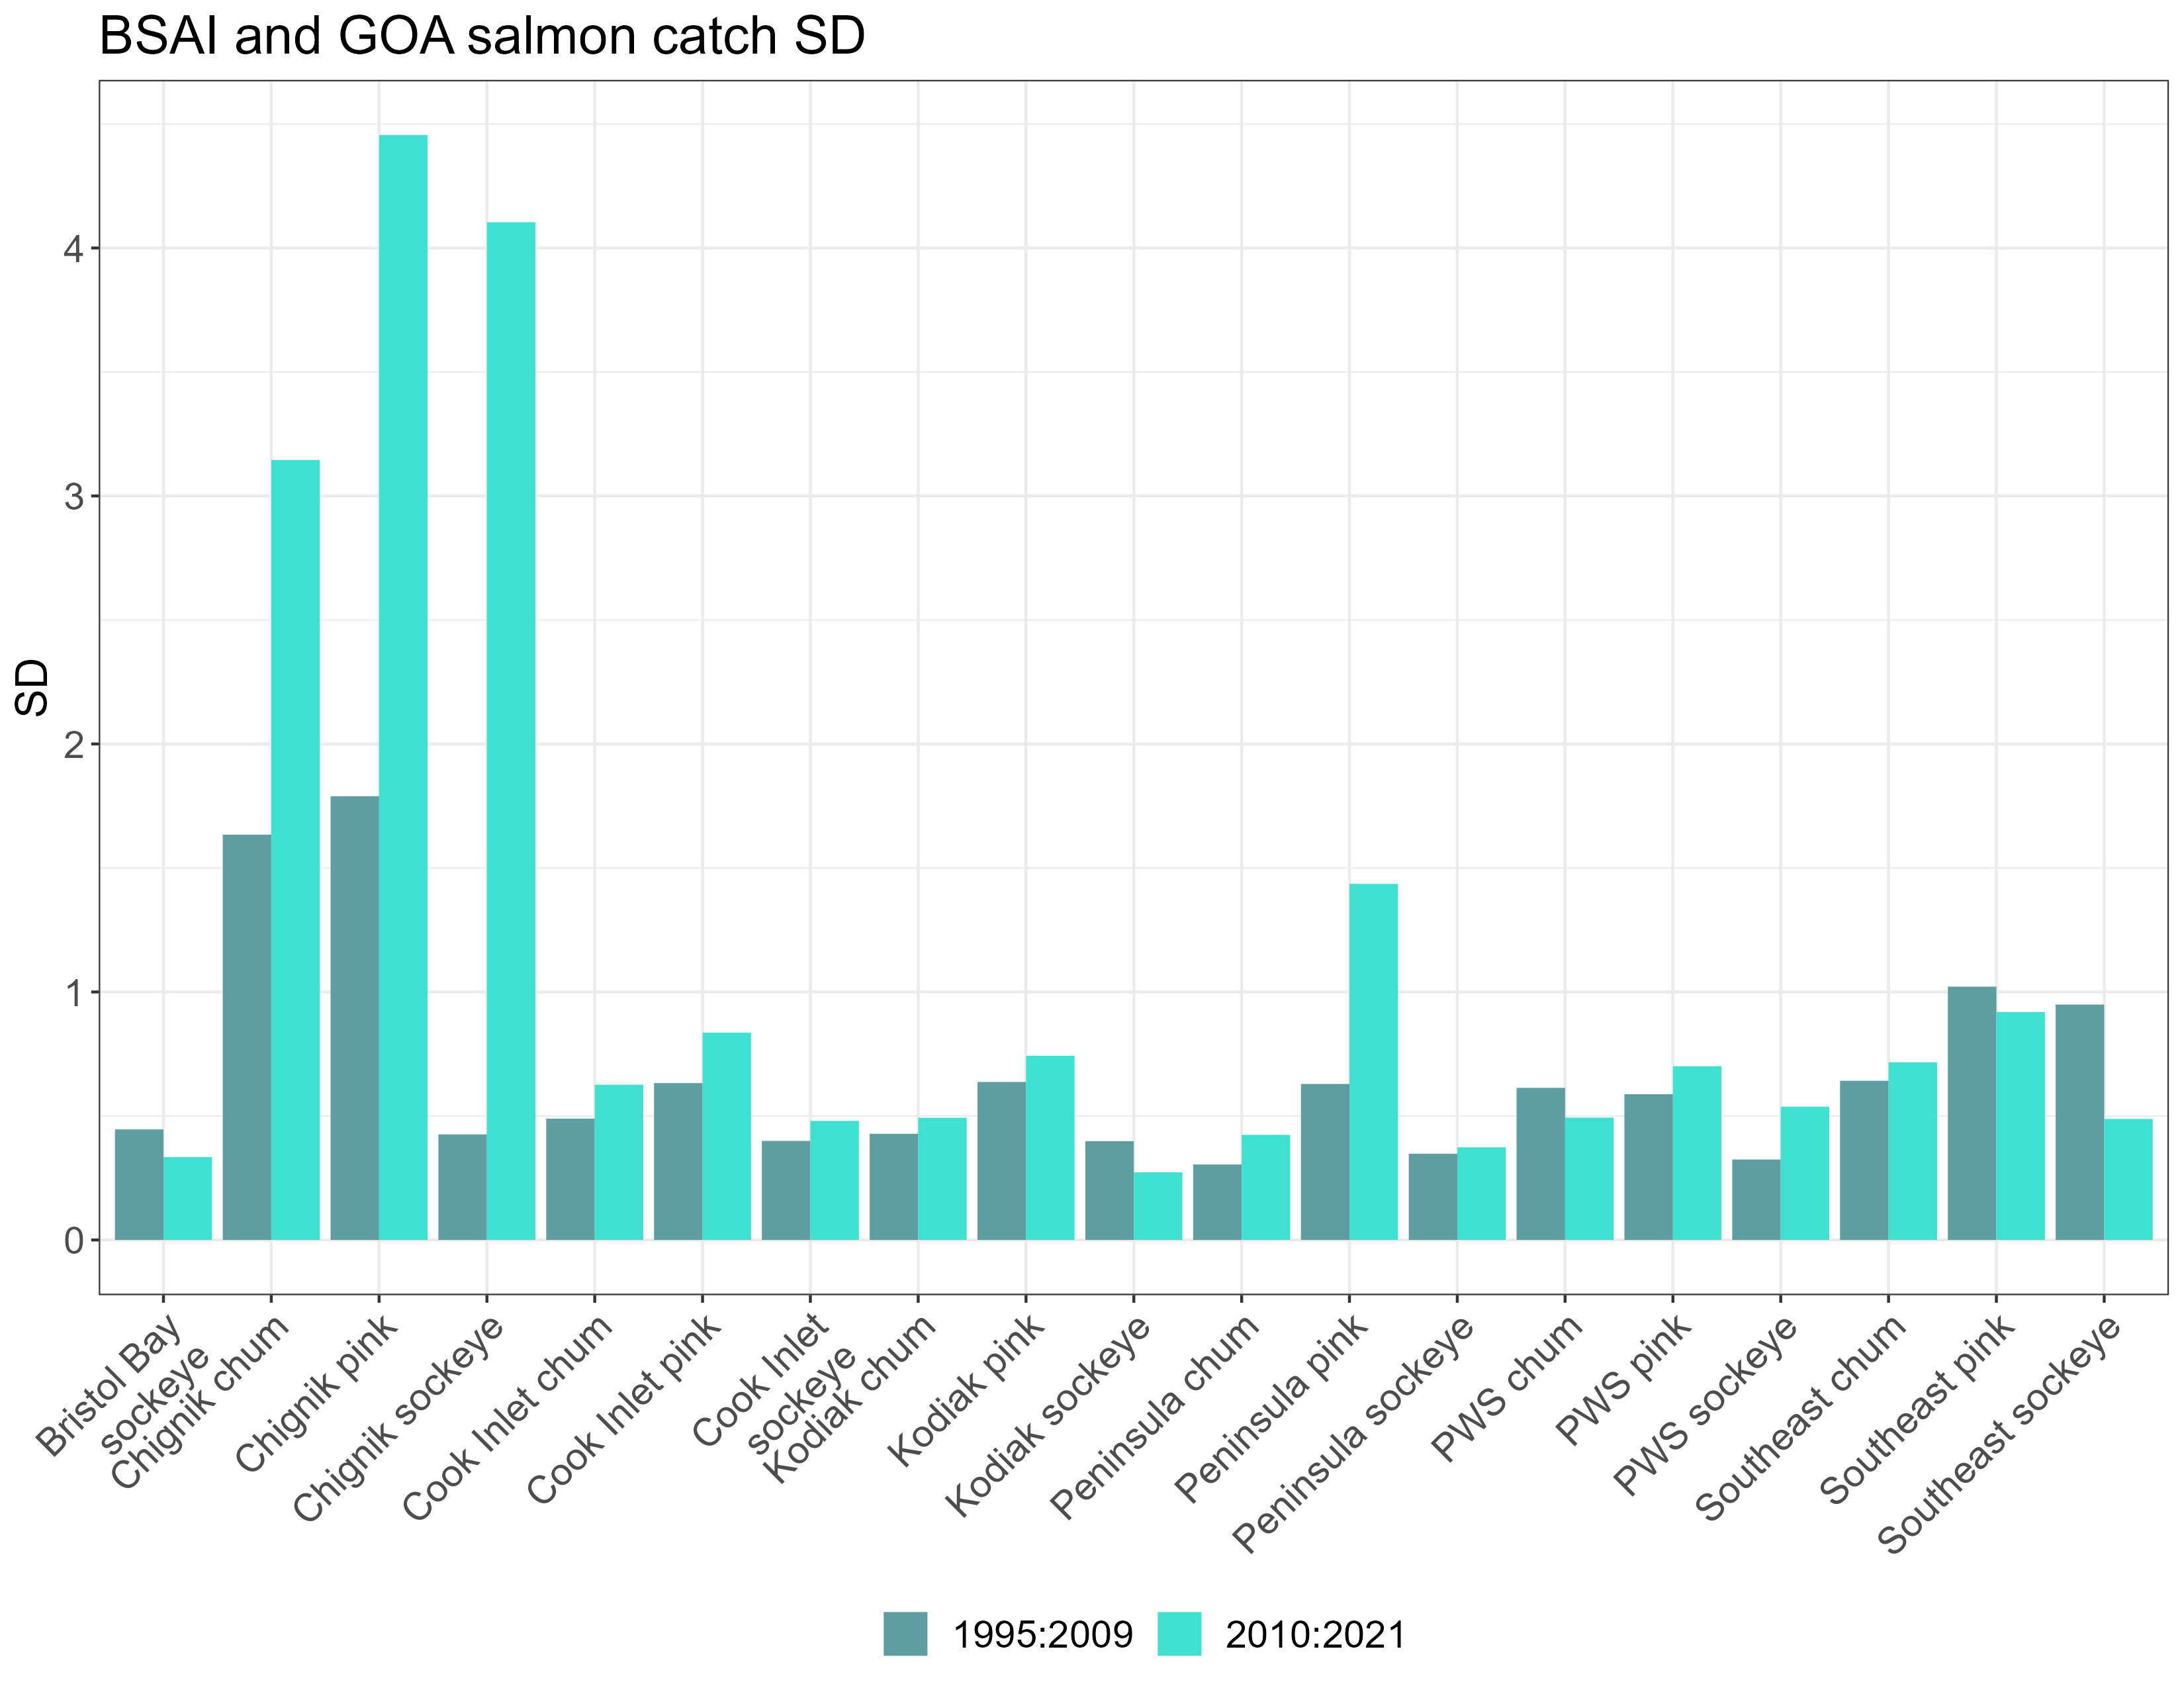 BSAI and GOA salmon catch SD
SD
4
3
2
1
0
Bristol Bay
sockeye
Chignik chum
Chignik pink
Chignik sockeye
Cook Inlet chum
Cook Inlet pink
Cook Inlet
sockeye
Kodiak chum
Kodiak pink
Kodiak sockeye
Peninsula chum
Peninsula pink
Peninsula sockeye
PWS chum
PWS pink
PWS sockeye
Southeast chum
Southeast pink
Southeast sockeye
1995:2009
2010:2021